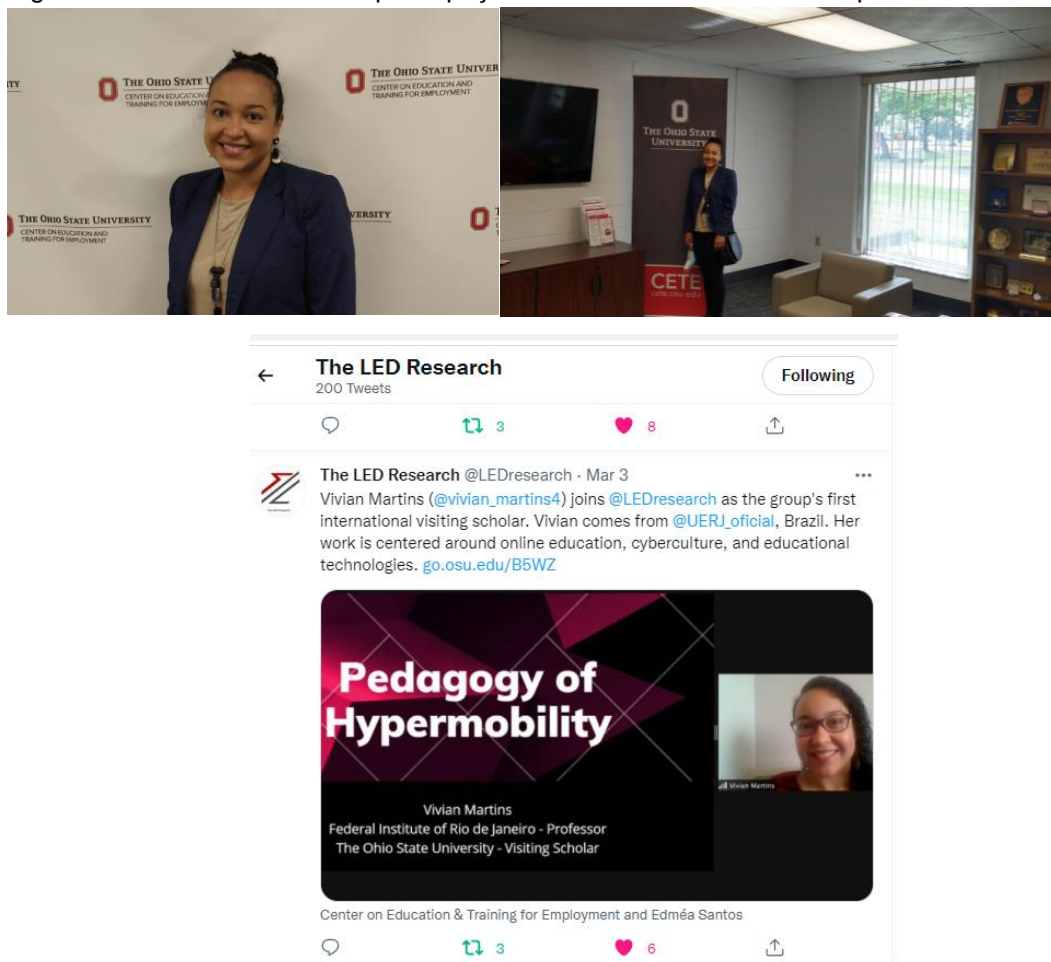 THE OHIO STATE U
CENTER ON EDUCATION A
TRAINING FOR EMPLOYM
THE OHIO STATE UNIVER
CENTER ON EDUCATION AND
TRAINING FOR EMPLOYMENT
THE OHIO STATE UNIVERSITY
CENTER ON EDUCATION AND
TRAINING FOR EMPLOYMENT
VERSITY
THE OHIO STATE
UNIVERSITY
CETE
cete.osu.edu
The LED Research
200 Tweets
Following
3
8
The LED Research @LEDresearch · Mar 3
Vivian Martins (@vivian_martins4) joins @LEDresearch as the group's first
international visiting scholar. Vivian comes from @UERJ_oficial, Brazil. Her
work is centered around online education, cyberculture, and educational
technologies. go.osu.edu/B5WZ
Pedagogy of
Hypermobility
Vivian Martins
Federal Institute of Rio de Janeiro - Professor
The Ohio State University - Visiting Scholar
Vivian Martins
Center on Education & Training for Employment and Edméa Santos
3
6